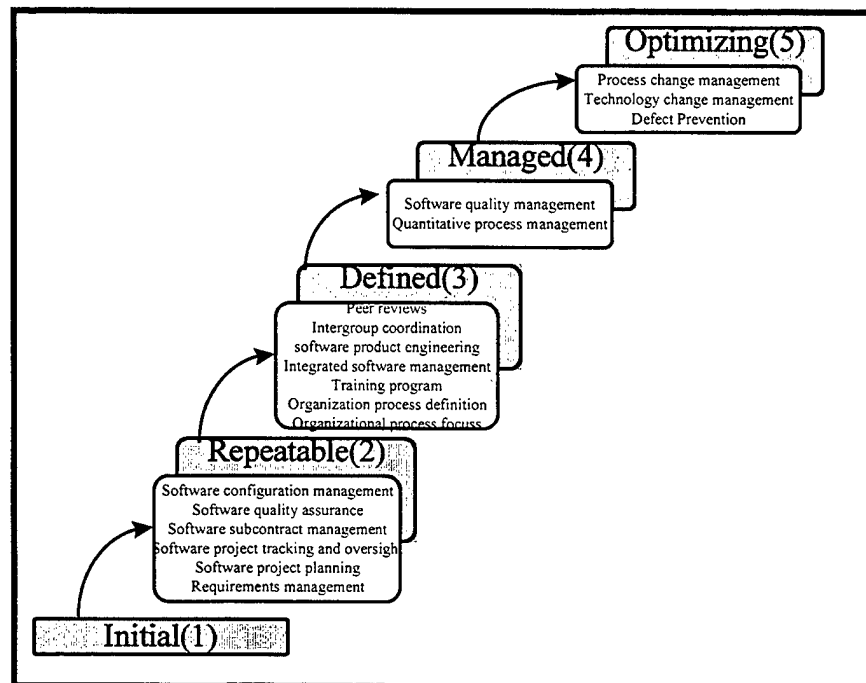 Optimizing(5)
Process change management
Technology change management
Defect Prevention
Managed(4)
Software quality management
Quantitative process management
Defined(3)
Peer reviews
Intergroup coordination
software product engineering
Integrated software management
Training program
Organization process definition
Organizational process focuss
Repeatable(2)
Software configuration management
Software quality assurance
Software subcontract management
Software project tracking and oversigh
Software project planning
Requirements management
Initial(1)